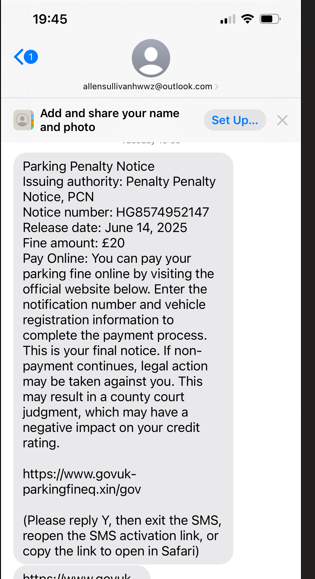 19:45
1
allensullivanhwwz@outlook.com
Add and share your name
and photo
Set Up...
Parking Penalty Notice
Issuing authority: Penalty Penalty
Notice, PCN
Notice number: HG8574952147
Release date: June 14, 2025
Fine amount: £20
Pay Online: You can pay your
parking fine online by visiting the
official website below. Enter the
notification number and vehicle
registration information to
complete the payment process.
This is your final notice. If non-
payment continues, legal action
may be taken against you. This
may result in a county court
judgment, which may have a
negative impact on your credit
rating.
https://www.govuk-
parkingfineq.xin/gov
(Please reply Y, then exit the SMS,
reopen the SMS activation link, or
copy the link to open in Safari)
https://www.govuk-